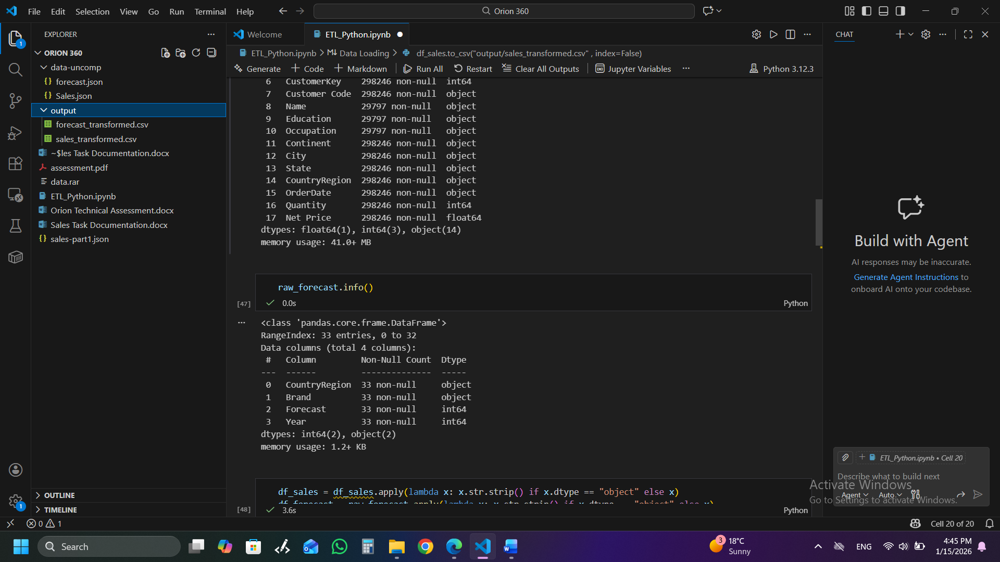 File Edit Selection View Go Run Terminal Help
Orion 360
EXPLORER
ORION 360
data-uncomp
forecast.json
Sales.json
output
forecast_transformed.csv
sales_transformed.csv
~$les Task Documentation.docx
assessment.pdf
data.rar
ETL_Python.ipynb
Orion Technical Assessment.docx
Sales Task Documentation.docx
sales-part1.json
OUTLINE
TIMELINE
Welcome
ETL_Python.ipynb
ETL_Python.ipynb > M↓ Data Loading > df_sales.to_csv("output/sales_transformed.csv" , index=False)
Generate + Code + Markdown Run All Restart Clear All Outputs Jupyter Variables ... Python 3.12.3
6 CustomerKey 298246 non-null int64
7 Customer Code 298246 non-null object
8 Name 29797 non-null object
9 Education 29797 non-null object
10 Occupation 29797 non-null object
11 Continent 298246 non-null object
12 City 298246 non-null object
13 State 298246 non-null object
14 CountryRegion 298246 non-null object
15 OrderDate 298246 non-null object
16 Quantity 298246 non-null int64
17 Net Price 298246 non-null float64
dtypes: float64(1), int64(3), object(14)
memory usage: 41.0+ MB
raw_forecast.info()
[47] 0.0s Python
<class 'pandas.core.frame.DataFrame'>
RangeIndex: 33 entries, 0 to 32
Data columns (total 4 columns):
# Column Non-Null Count Dtype
--- ------ -------------- -----
0 CountryRegion 33 non-null object
1 Brand 33 non-null object
2 Forecast 33 non-null int64
3 Year 33 non-null int64
dtypes: int64(2), object(2)
memory usage: 1.2+ KB
df_sales = df_sales.apply(lambda x: x.str.strip() if x.dtype == "object" else x)
df_forecast = raw_forecast.apply(lambda x: x.str.strip() if x.dtype == "object" else x)
[48] 3.6s Python
CHAT
Build with Agent
AI responses may be inaccurate.
Generate Agent Instructions to
onboard AI onto your codebase.
ETL_Python.ipynb • Cell 20
Describe what to build next
Agent Auto
Activate Windows
Go to Settings to activate Windows.
0 1
Cell 20 of 20
1
1
Search
3
18°C
Sunny
ENG
4:45 PM
1/15/2026